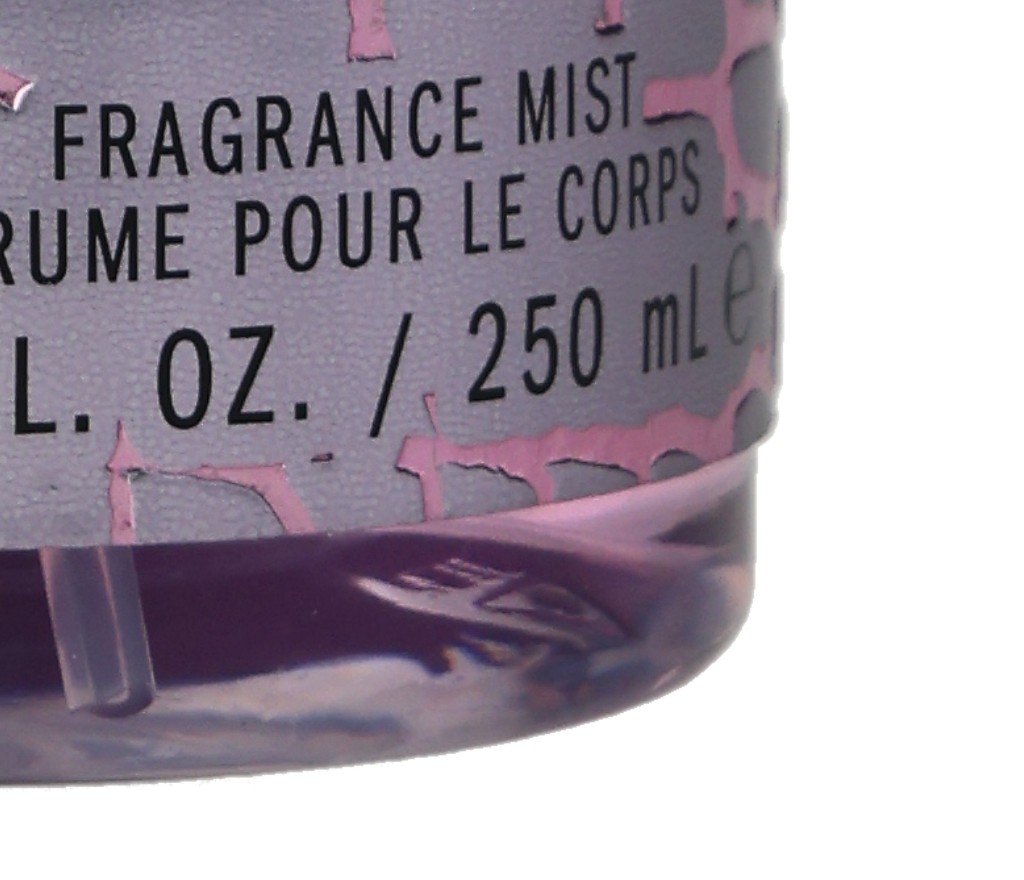 FRAGRANCE MIST
RUME POUR LE CORPS
L. OZ. / 250 mL e